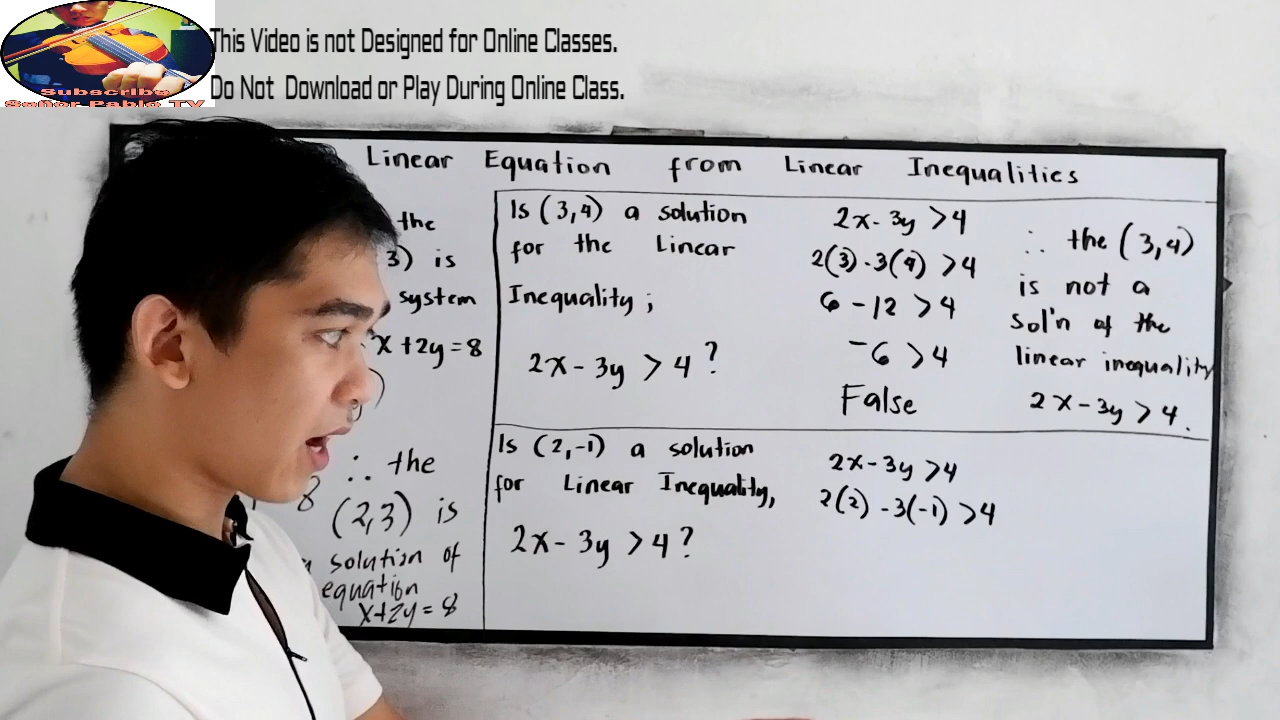 This Video is not Designed for Online Classes.
Do Not Download or Play During Online Class.
Subscribe
Señor Pablo TV
Linear Equation from Linear Inequalities
the
3) is
system
x + 2y = 8
)
8 ∴ the
(2,3) is
a solution of
equation
x + 2y = 8
Is (3,4) a solution
for the Linear
Inequality;
2x - 3y > 4 ?
2x - 3y > 4
2(3) - 3(4) > 4
6 - 12 > 4
-6 > 4
False
∴ the (3,4)
is not a
sol'n of the
linear inequality
2x - 3y > 4.
Is (2,-1) a solution
for Linear Inequality,
2x - 3y > 4 ?
2x - 3y > 4
2(2) - 3(-1) > 4